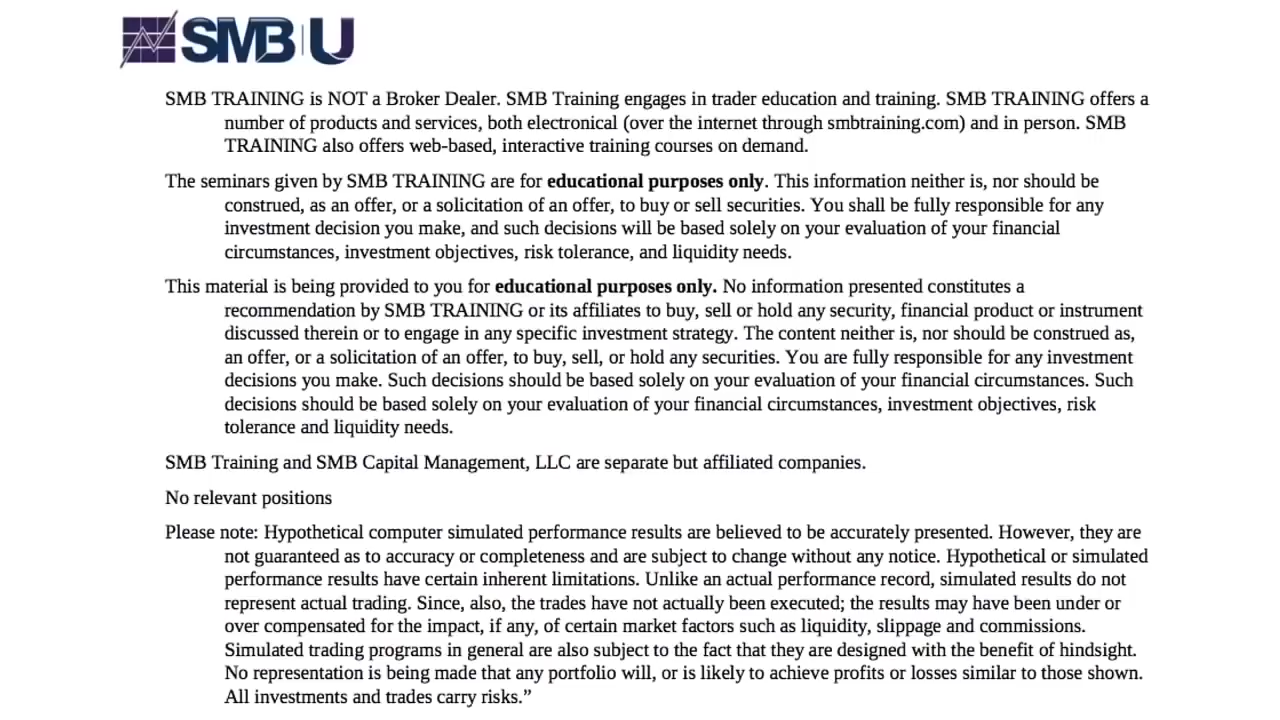 SMB U
SMB TRAINING is NOT a Broker Dealer. SMB Training engages in trader education and training. SMB TRAINING offers a
number of products and services, both electronical (over the internet through smbtraining.com) and in person. SMB
TRAINING also offers web-based, interactive training courses on demand.
The seminars given by SMB TRAINING are for educational purposes only. This information neither is, nor should be
construed, as an offer, or a solicitation of an offer, to buy or sell securities. You shall be fully responsible for any
investment decision you make, and such decisions will be based solely on your evaluation of your financial
circumstances, investment objectives, risk tolerance, and liquidity needs.
This material is being provided to you for educational purposes only. No information presented constitutes a
recommendation by SMB TRAINING or its affiliates to buy, sell or hold any security, financial product or instrument
discussed therein or to engage in any specific investment strategy. The content neither is, nor should be construed as,
an offer, or a solicitation of an offer, to buy, sell, or hold any securities. You are fully responsible for any investment
decisions you make. Such decisions should be based solely on your evaluation of your financial circumstances. Such
decisions should be based solely on your evaluation of your financial circumstances, investment objectives, risk
tolerance and liquidity needs.
SMB Training and SMB Capital Management, LLC are separate but affiliated companies.
No relevant positions
Please note: Hypothetical computer simulated performance results are believed to be accurately presented. However, they are
not guaranteed as to accuracy or completeness and are subject to change without any notice. Hypothetical or simulated
performance results have certain inherent limitations. Unlike an actual performance record, simulated results do not
represent actual trading. Since, also, the trades have not actually been executed; the results may have been under or
over compensated for the impact, if any, of certain market factors such as liquidity, slippage and commissions.
Simulated trading programs in general are also subject to the fact that they are designed with the benefit of hindsight.
No representation is being made that any portfolio will, or is likely to achieve profits or losses similar to those shown.
All investments and trades carry risks.”